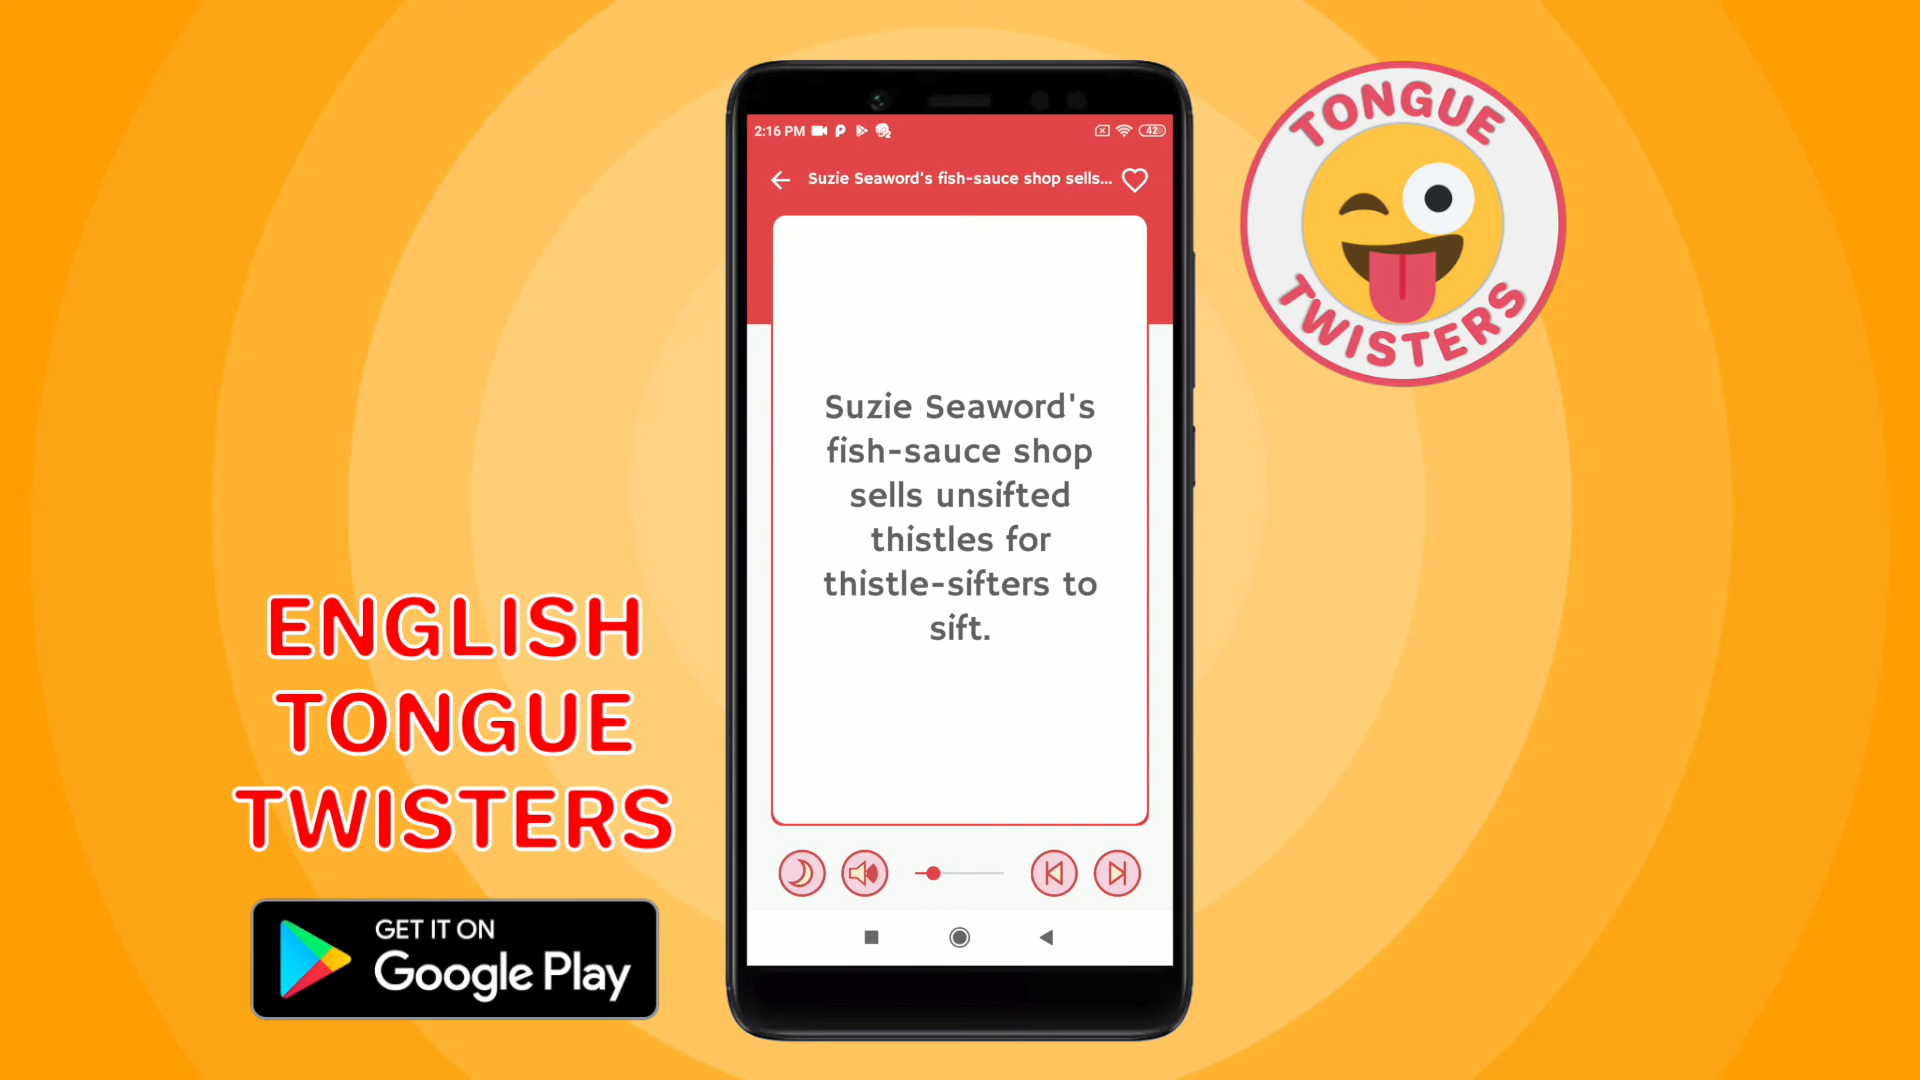 2:16 PM
42
Suzie Seaword's fish-sauce shop sells...
Suzie Seaword's
fish-sauce shop
sells unsifted
thistles for
thistle-sifters to
sift.
TONGUE
TWISTERS
ENGLISH
TONGUE
TWISTERS
GET IT ON
Google Play